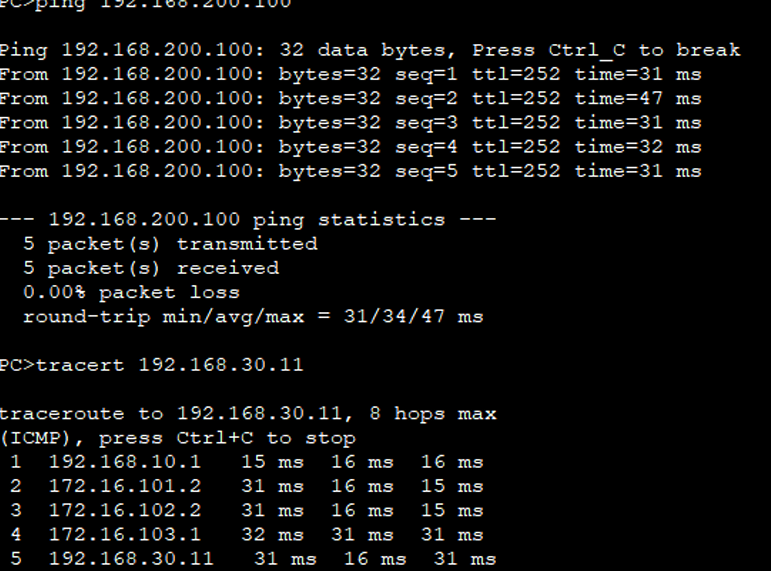 PC>ping 192.168.200.100
Ping 192.168.200.100: 32 data bytes, Press Ctrl_C to break
From 192.168.200.100: bytes=32 seq=1 ttl=252 time=31 ms
From 192.168.200.100: bytes=32 seq=2 ttl=252 time=47 ms
From 192.168.200.100: bytes=32 seq=3 ttl=252 time=31 ms
From 192.168.200.100: bytes=32 seq=4 ttl=252 time=32 ms
From 192.168.200.100: bytes=32 seq=5 ttl=252 time=31 ms
--- 192.168.200.100 ping statistics ---
5 packet(s) transmitted
5 packet(s) received
0.00% packet loss
round-trip min/avg/max = 31/34/47 ms
PC>tracert 192.168.30.11
traceroute to 192.168.30.11, 8 hops max
(ICMP), press Ctrl+C to stop
1 192.168.10.1 15 ms 16 ms 16 ms
2 172.16.101.2 31 ms 16 ms 15 ms
3 172.16.102.2 31 ms 16 ms 15 ms
4 172.16.103.1 32 ms 31 ms 31 ms
5 192.168.30.11 31 ms 16 ms 31 ms